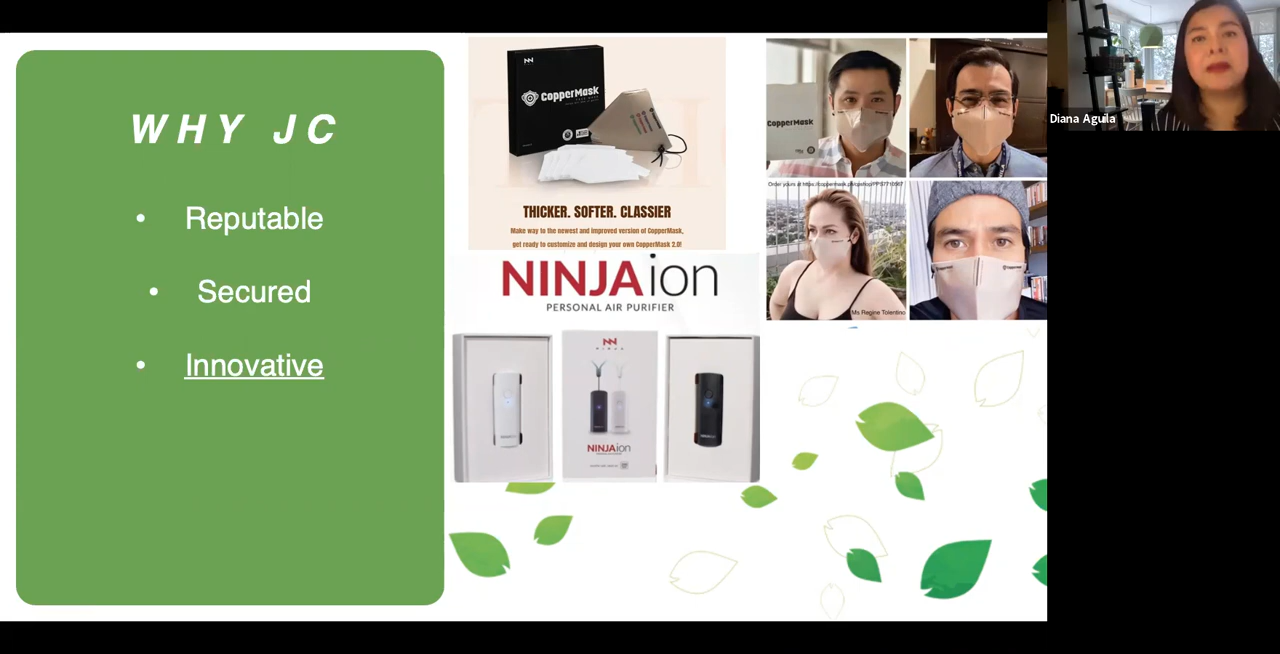 WHY JC
• Reputable
• Secured
• Innovative
CopperMask
THICKER. SOFTER. CLASSIER
Make way to the newest and improved version of CopperMask,
get ready to customize and design your own CopperMask 2.0!
NINJAion
PERSONAL AIR PURIFIER
NINJAion
CopperMask
Ms Regine Tolentino
Diana Aguila